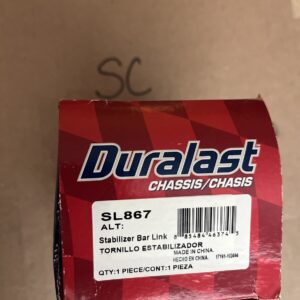 SC
Duralast
CHASSIS/CHASIS
SL867
ALT:
Stabilizer Bar Link
TORNILLO ESTABILIZADOR
MADE IN CHINA.
HECHO EN CHINA.
QTY:1 PIECE/CONT:1 PIEZA